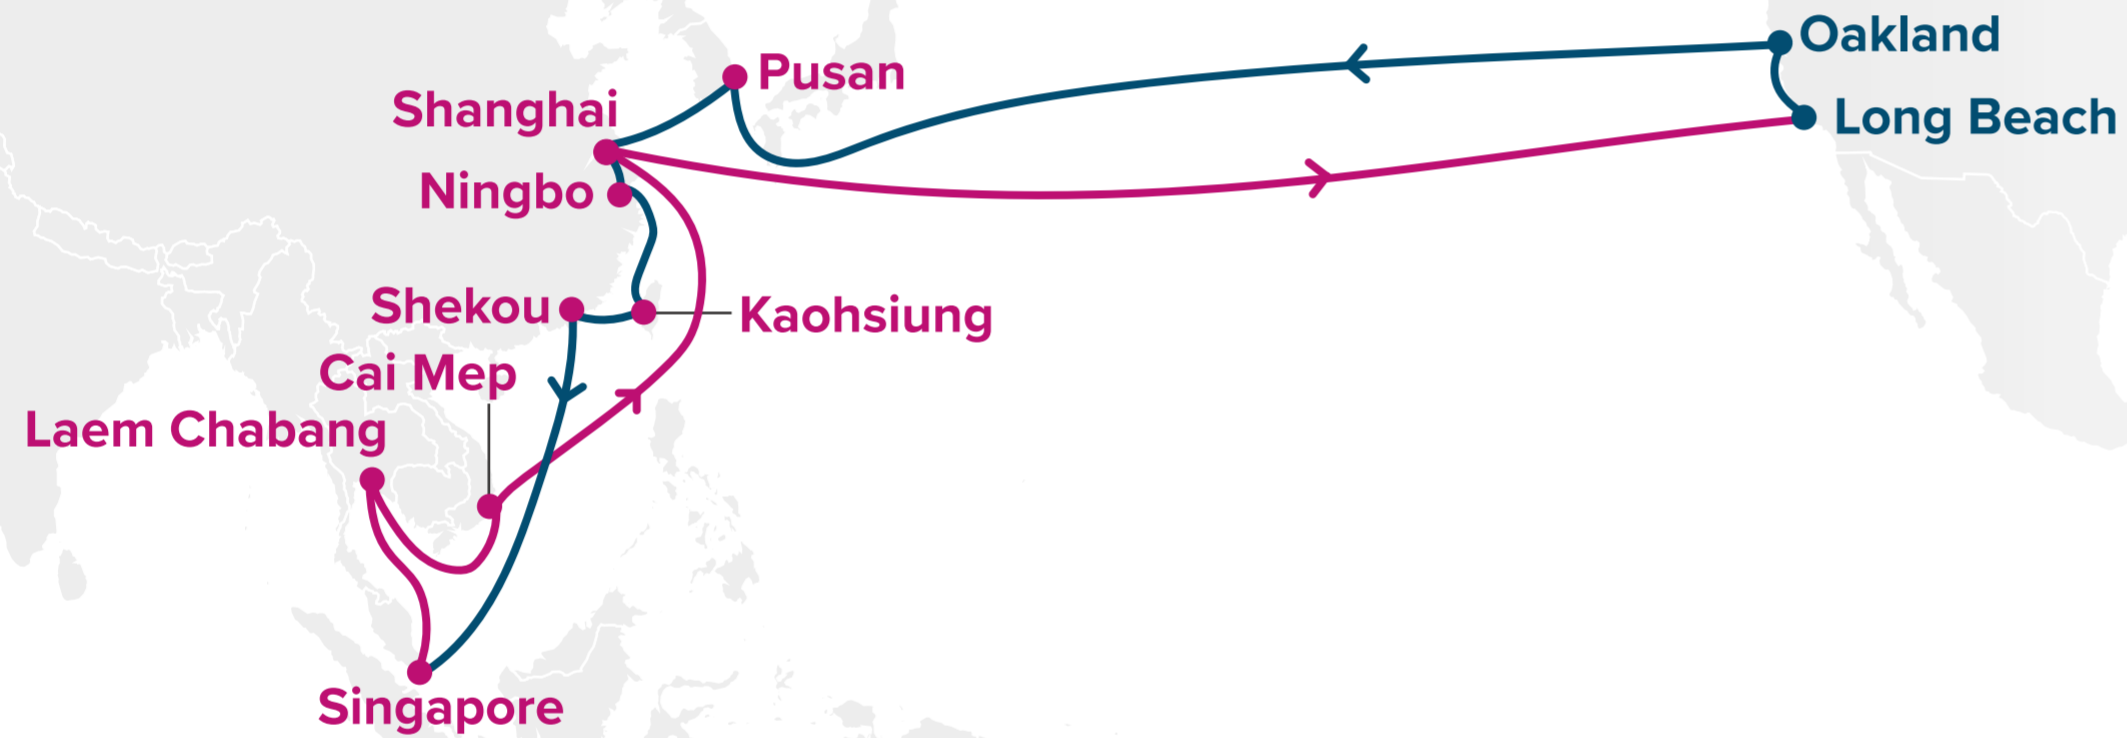 Oakland
Pusan
Shanghai
Long Beach
Ningbo
Shekou
Kaohsiung
Cai Mep
Laem Chabang
Singapore